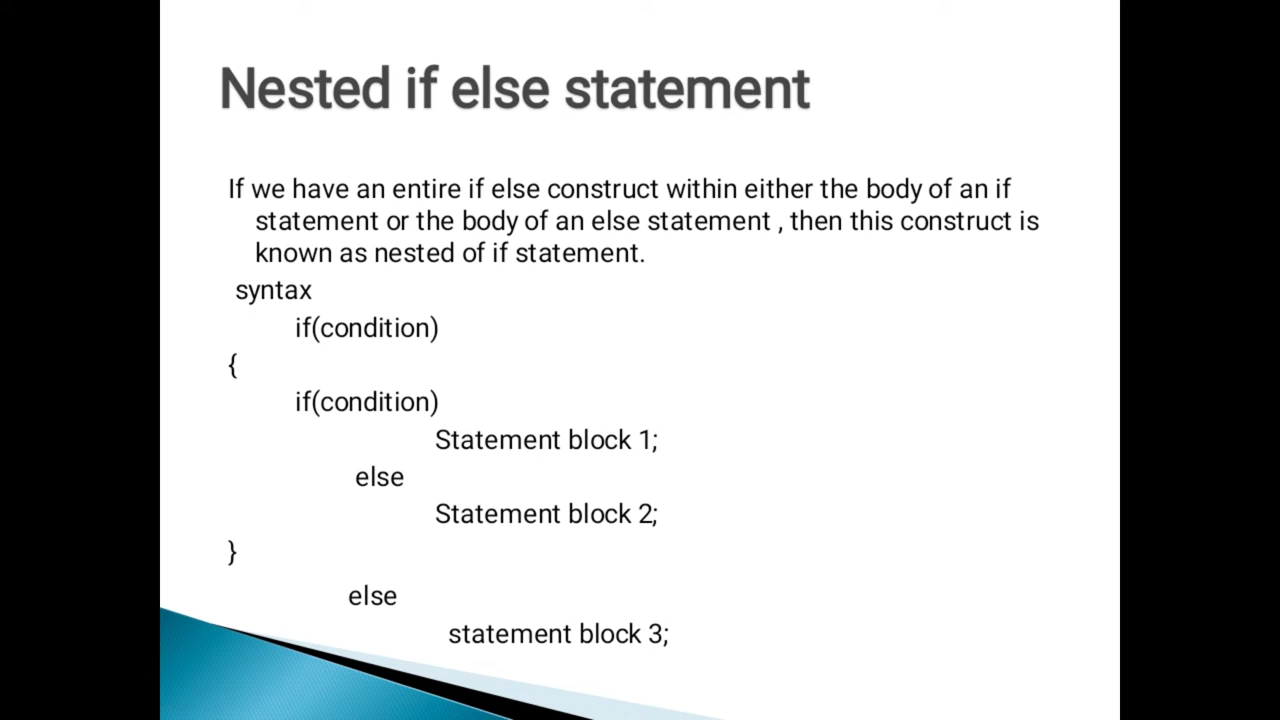 Nested if else statement
If we have an entire if else construct within either the body of an if
statement or the body of an else statement , then this construct is
known as nested of if statement.
syntax
if(condition)
{
if(condition)
Statement block 1;
else
Statement block 2;
}
else
statement block 3;